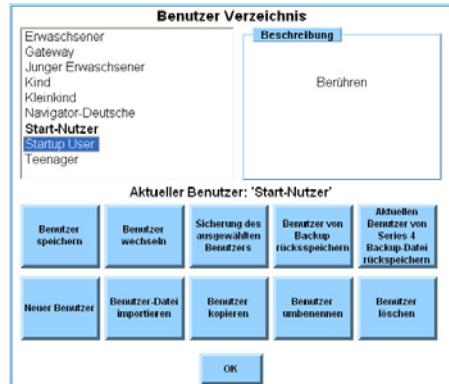 Benutzer Verzeichnis
Erwaschsener
Gateway
Junger Erwaschsener
Kind
Kleinkind
Navigator-Deutsche
Start-Nutzer
Startup User
Teenager
Beschreibung
Berühren
Aktueller Benutzer: 'Start-Nutzer'
Benutzer
speichern
Benutzer
wechseln
Sicherung des
ausgewählten
Benutzers
Benutzer von
Backup
rücksspeichern
Aktuellen
Benutzer von
Series 4
Backup-Datei
rückspeichern
Neuer Benutzer
Benutzer-Datei
importieren
Benutzer
kopieren
Benutzer
umbenennen
Benutzer
löschen
OK